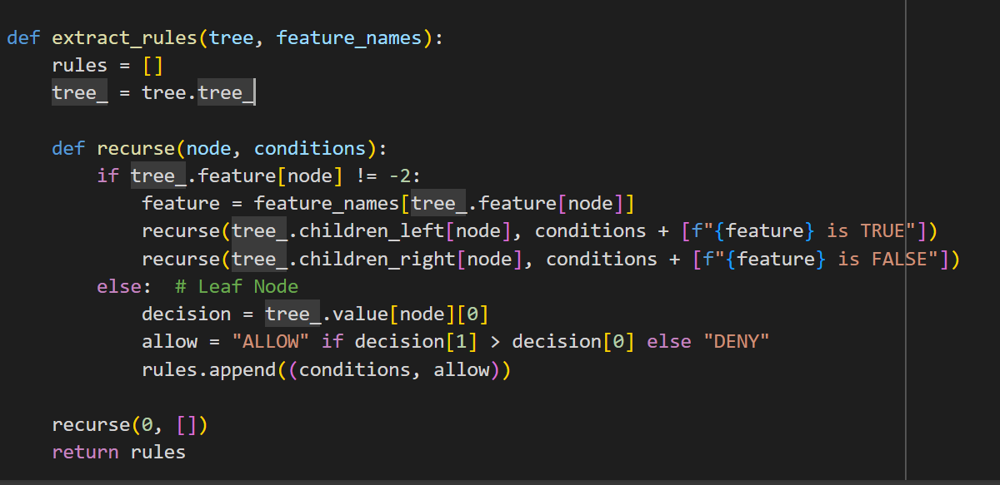 def extract_rules(tree, feature_names):
    rules = []
    tree_ = tree.tree_

    def recurse(node, conditions):
        if tree_.feature[node] != -2:
            feature = feature_names[tree_.feature[node]]
            recurse(tree_.children_left[node], conditions + [f"{feature} is TRUE"])
            recurse(tree_.children_right[node], conditions + [f"{feature} is FALSE"])
        else:  # Leaf Node
            decision = tree_.value[node][0]
            allow = "ALLOW" if decision[1] > decision[0] else "DENY"
            rules.append((conditions, allow))

    recurse(0, [])
    return rules